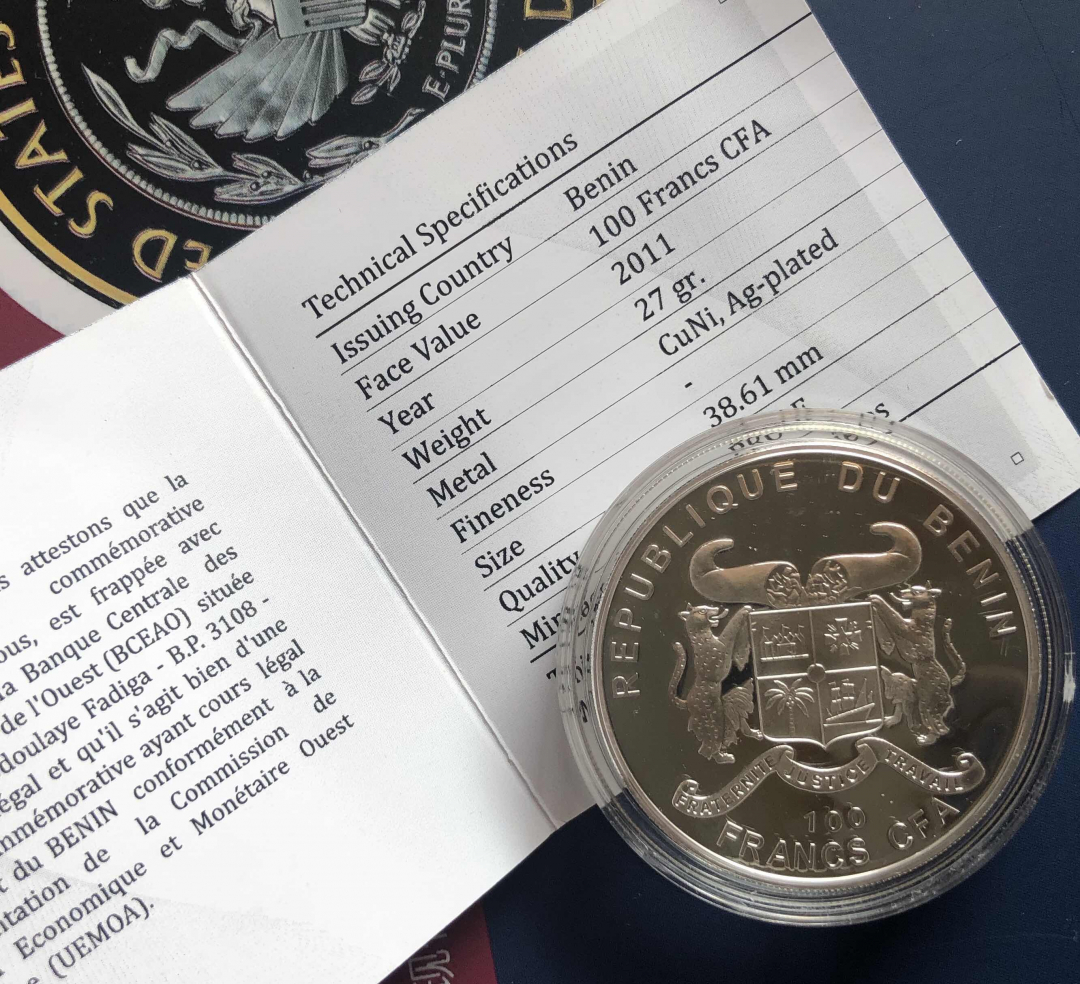 STATES
E·PLUR
Technical Specifications
Issuing Country Benin
Face Value 100 Francs CFA
Year 2011
Weight 27 gr.
Metal CuNi, Ag-plated
Fineness -
Size 38.61 mm
Quality
attestons que la
commémorative
ous, est frappée avec
la Banque Centrale des
de l'Ouest (BCEAO) située
doulaye Fadiga - B.P. 3108 -
égal et qu'il s'agit bien d'une
mmémorative ayant cours légal
du BENIN conformément à la
ntation de la Commission de
Economique et Monétaire Ouest
e (UEMOA).
REPUBLIQUE DU BENIN
FRATERNITE JUSTICE TRAVAIL
100
FRANCS CFA